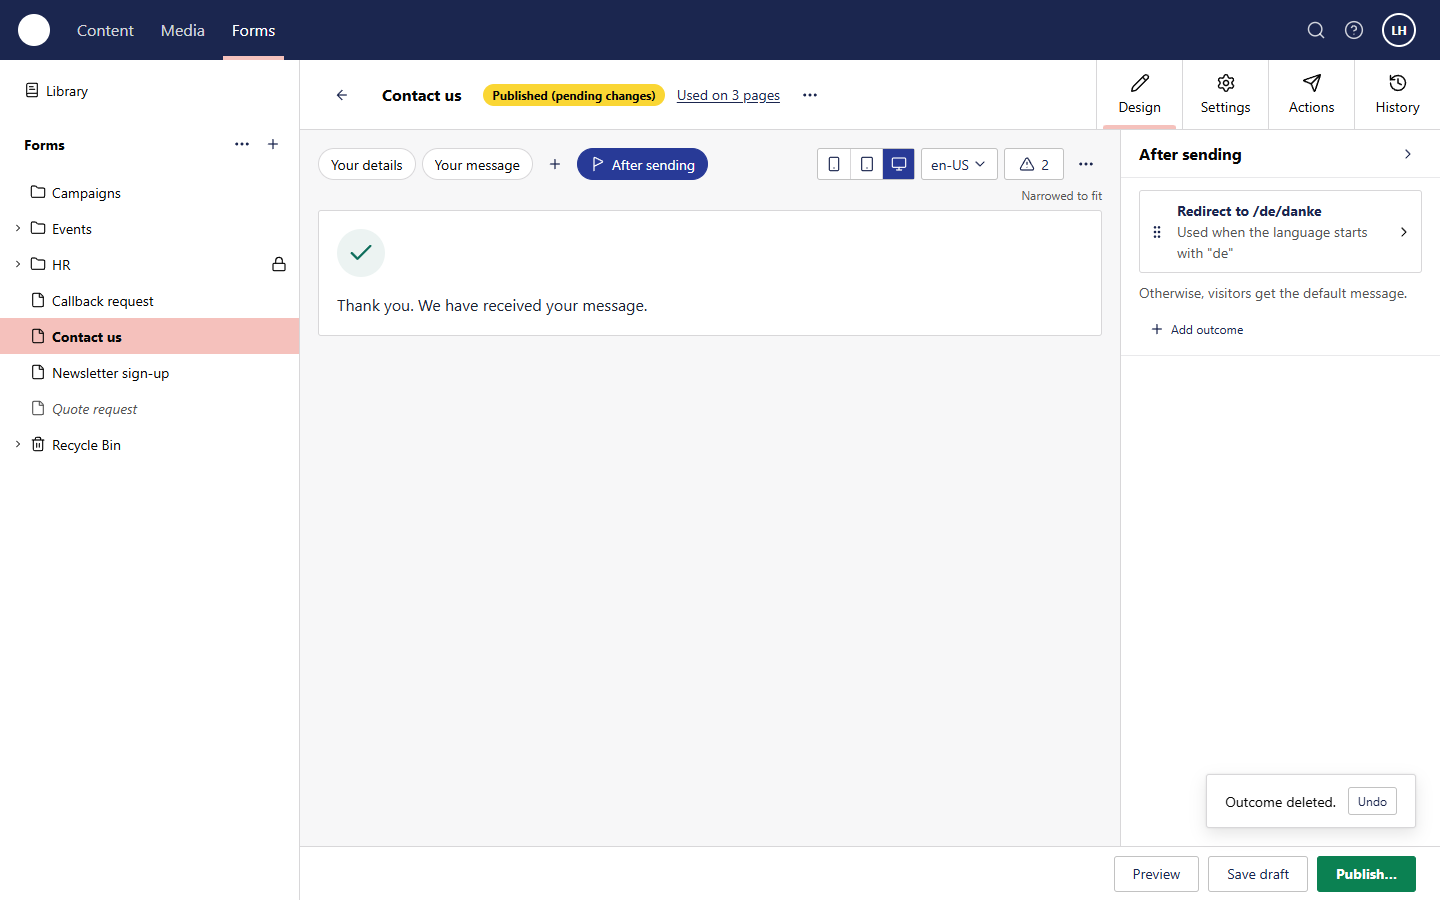 Content
Media
Forms
LH
Library
Forms
Campaigns
Events
HR
Callback request
Contact us
Newsletter sign-up
Quote request
Recycle Bin
Contact us
Published (pending changes)
Used on 3 pages
Design
Settings
Actions
History
Your details
Your message
After sending
en-US
2
Narrowed to fit
Thank you. We have received your message.
After sending
Redirect to /de/danke
Used when the language starts
with "de"
Otherwise, visitors get the default message.
Add outcome
Outcome deleted.
Undo
Preview
Save draft
Publish...